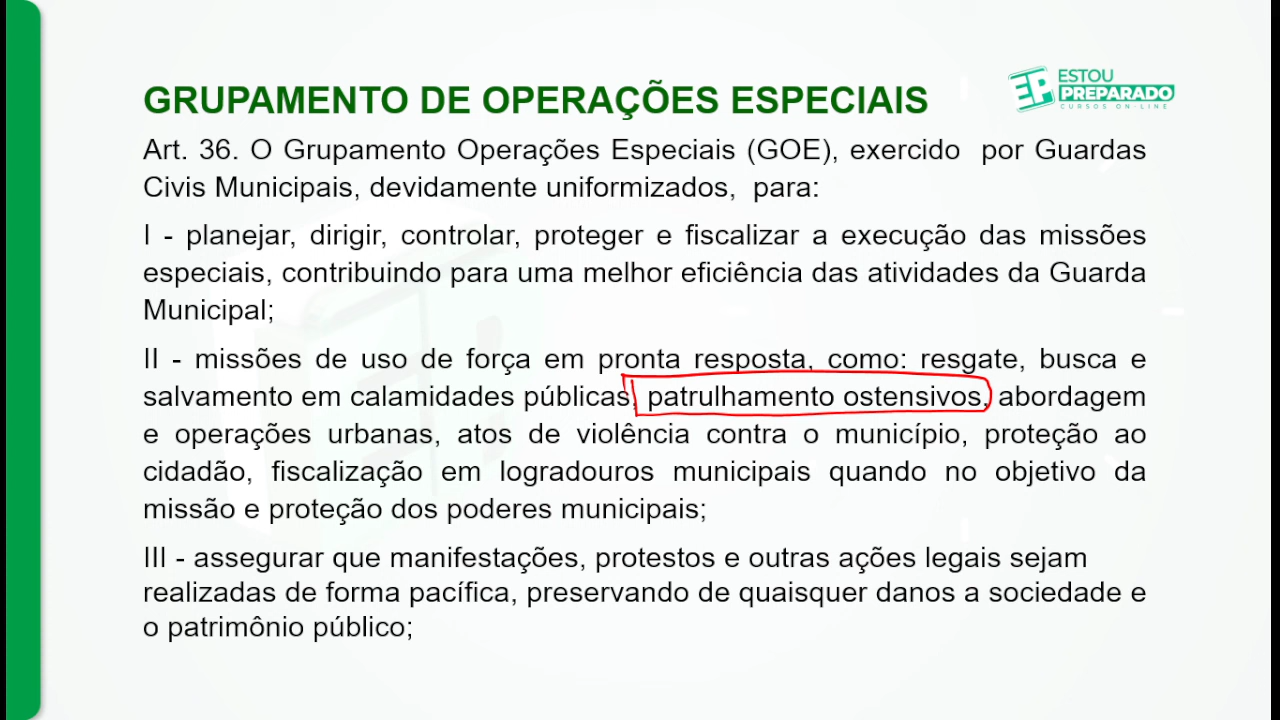 ESTOU
PREPARADO
CURSOS ON-LINE
GRUPAMENTO DE OPERAÇÕES ESPECIAIS
Art. 36. O Grupamento Operações Especiais (GOE), exercido por Guardas
Civis Municipais, devidamente uniformizados, para:
I - planejar, dirigir, controlar, proteger e fiscalizar a execução das missões
especiais, contribuindo para uma melhor eficiência das atividades da Guarda
Municipal;
II - missões de uso de força em pronta resposta, como: resgate, busca e
salvamento em calamidades públicas, patrulhamento ostensivos, abordagem
e operações urbanas, atos de violência contra o município, proteção ao
cidadão, fiscalização em logradouros municipais quando no objetivo da
missão e proteção dos poderes municipais;
III - assegurar que manifestações, protestos e outras ações legais sejam
realizadas de forma pacífica, preservando de quaisquer danos a sociedade e
o patrimônio público;